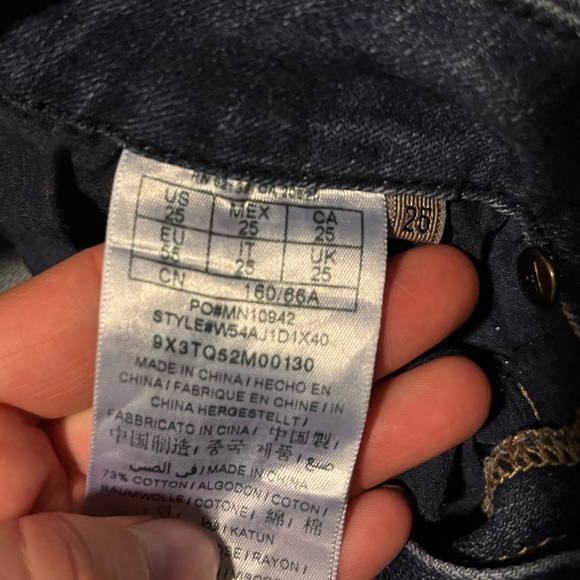 US MEX CA
25 25 25
EU IT UK
25 25
CN 160/66A
PO#MN10942
STYLE#W54AJ1D1X40
9X3TQ52M00130
MADE IN CHINA / HECHO EN
CHINA / FABRIQUE EN CHINE / IN
CHINA HERGESTELLT /
FABBRICATO IN CINA / 中国製 /
中国制造 / 중국 제품 / صنع
في الصين / MADE IN CHINA
73% COTTON / ALGODON / COTON /
BAUMWOLLE / COTONE / 綿 / 棉
/ KATUN
/ RAYON /
25